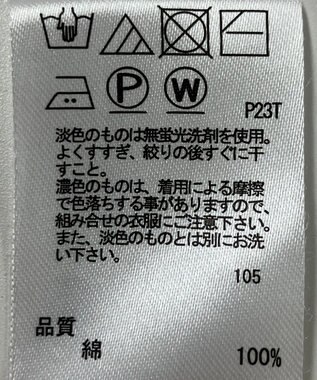 P W
P23T
淡色のものは無蛍光洗剤を使用。
よくすすぎ、絞りの後すぐに干
すこと。
濃色のものは、着用による摩擦
で色落ちする事がありますので、
組み合せの衣服にご注意下さい。
また、淡色のものとは別にお洗
い下さい。
105
品質
綿 100%